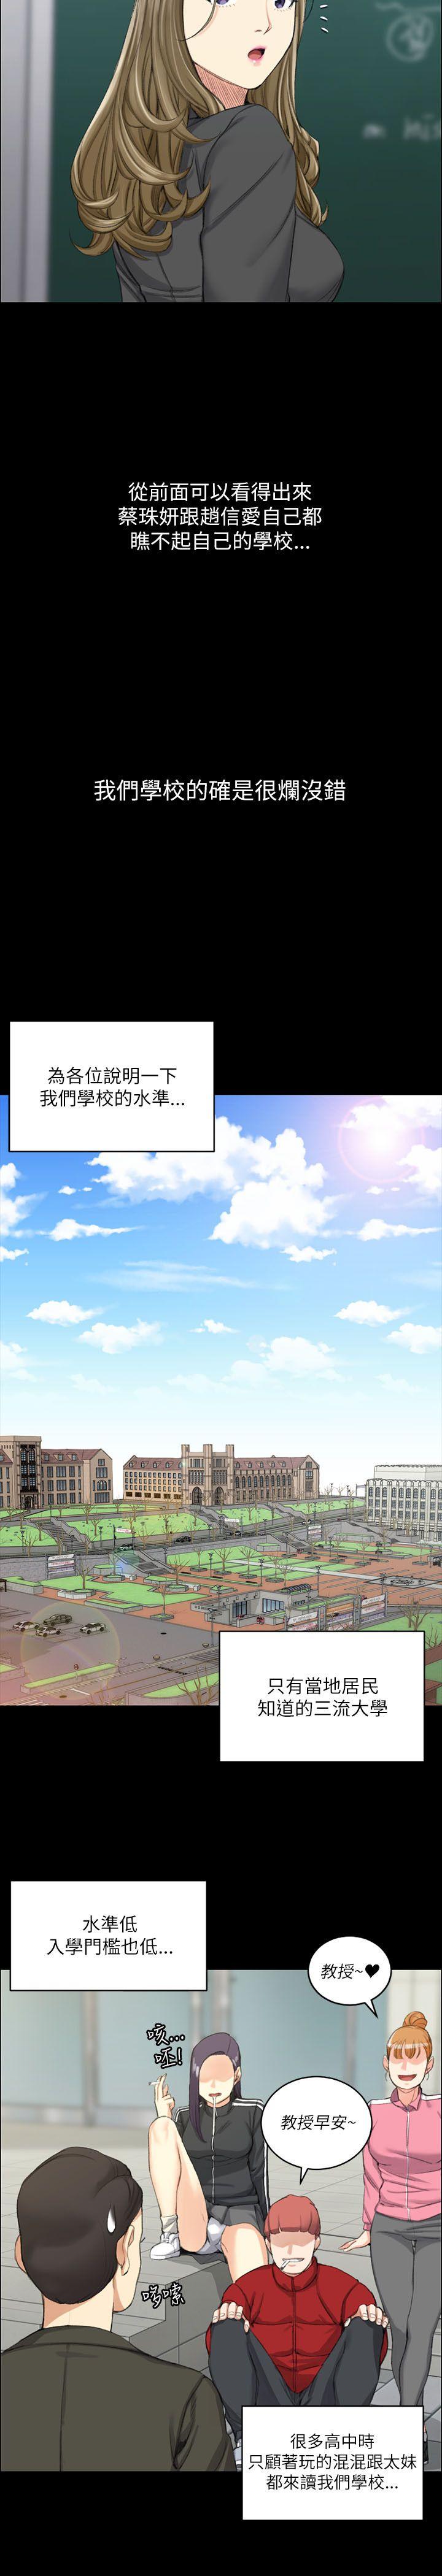 從前面可以看得出來
蔡珠妍跟趙信愛自己都
瞧不起自己的學校...
我們學校的確是很爛沒錯
為各位說明一下
我們學校的水準...
只有當地居民
知道的三流大學
水準低
入學門檻也低...
教授~♥
咳...
呸!
教授早安~
哆嗦
很多高中時
只顧著玩的混混跟太妹
都來讀我們學校...